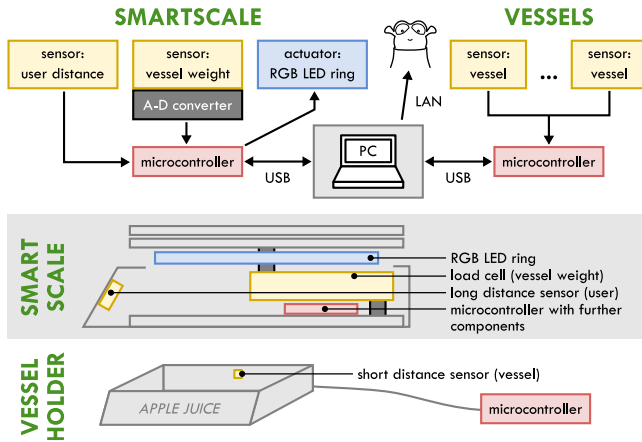 SMARTSCALE
VESSELS
sensor:
user distance
sensor:
vessel weight
A-D converter
actuator:
RGB LED ring
sensor:
vessel
...
sensor:
vessel
LAN
PC
microcontroller
USB
USB
microcontroller
SMART
SCALE
RGB LED ring
load cell (vessel weight)
long distance sensor (user)
microcontroller with further
components
VESSEL
HOLDER
short distance sensor (vessel)
APPLE JUICE
microcontroller